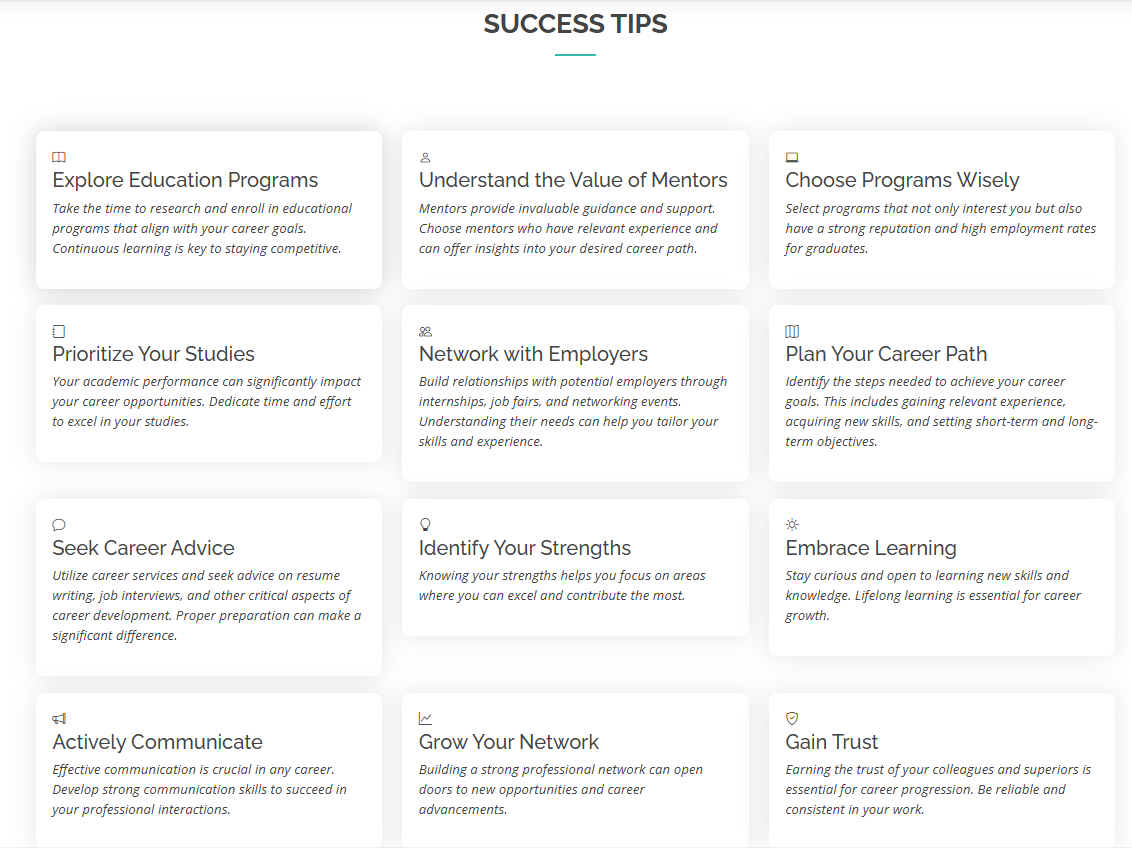 SUCCESS TIPS
Explore Education Programs
Take the time to research and enroll in educational
programs that align with your career goals.
Continuous learning is key to staying competitive.
Understand the Value of Mentors
Mentors provide invaluable guidance and support.
Choose mentors who have relevant experience and
can offer insights into your desired career path.
Choose Programs Wisely
Select programs that not only interest you but also
have a strong reputation and high employment rates
for graduates.
Prioritize Your Studies
Your academic performance can significantly impact
your career opportunities. Dedicate time and effort
to excel in your studies.
Network with Employers
Build relationships with potential employers through
internships, job fairs, and networking events.
Understanding their needs can help you tailor your
skills and experience.
Plan Your Career Path
Identify the steps needed to achieve your career
goals. This includes gaining relevant experience,
acquiring new skills, and setting short-term and long-
term objectives.
Seek Career Advice
Utilize career services and seek advice on resume
writing, job interviews, and other critical aspects of
career development. Proper preparation can make a
significant difference.
Identify Your Strengths
Knowing your strengths helps you focus on areas
where you can excel and contribute the most.
Embrace Learning
Stay curious and open to learning new skills and
knowledge. Lifelong learning is essential for career
growth.
Actively Communicate
Effective communication is crucial in any career.
Develop strong communication skills to succeed in
your professional interactions.
Grow Your Network
Building a strong professional network can open
doors to new opportunities and career
advancements.
Gain Trust
Earning the trust of your colleagues and superiors is
essential for career progression. Be reliable and
consistent in your work.